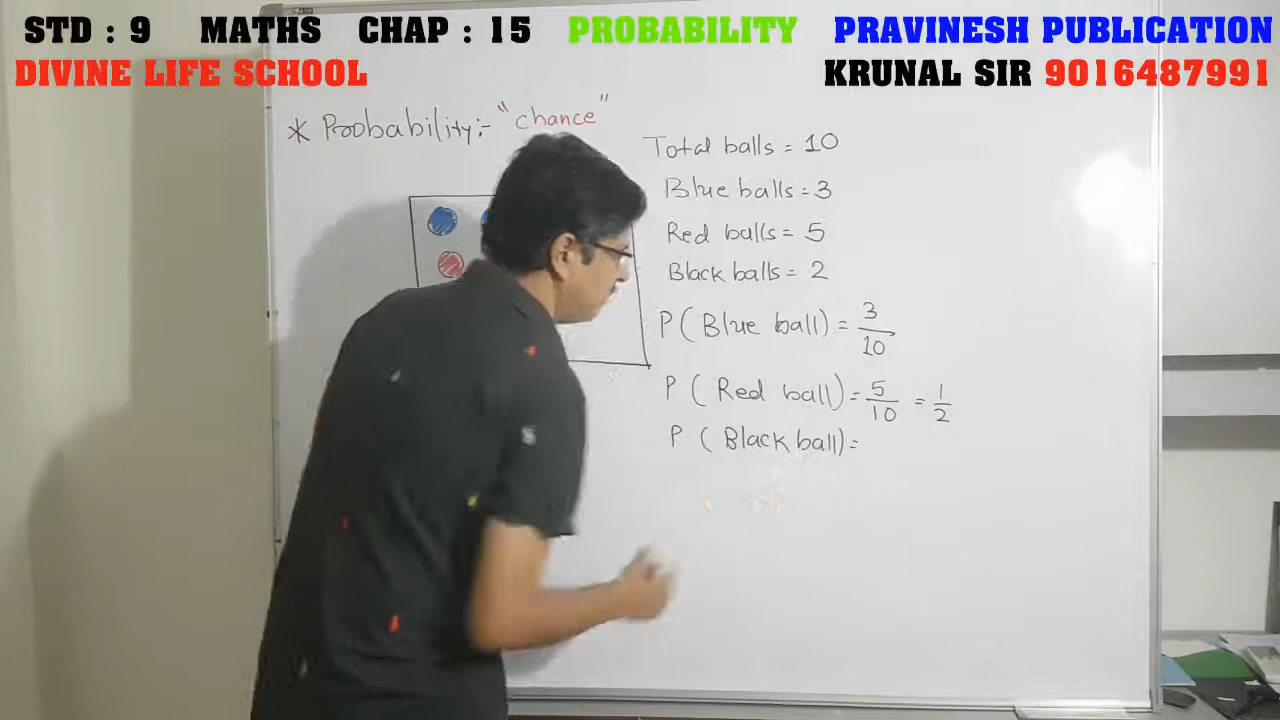 STD : 9 MATHS CHAP : 15 PROBABILITY PRAVINESH PUBLICATION
DIVINE LIFE SCHOOL KRUNAL SIR 9016487991
* Probability:- "chance"
Total balls = 10
Blue balls = 3
Red balls = 5
Black balls = 2
P ( Blue ball) = 3/10
P ( Red ball) = 5/10 = 1/2
P ( Black ball) =